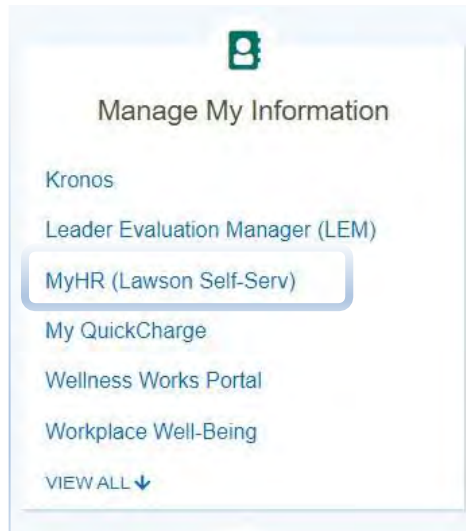 Manage My Information
Kronos
Leader Evaluation Manager (LEM)
MyHR (Lawson Self-Serv)
My QuickCharge
Wellness Works Portal
Workplace Well-Being
VIEW ALL